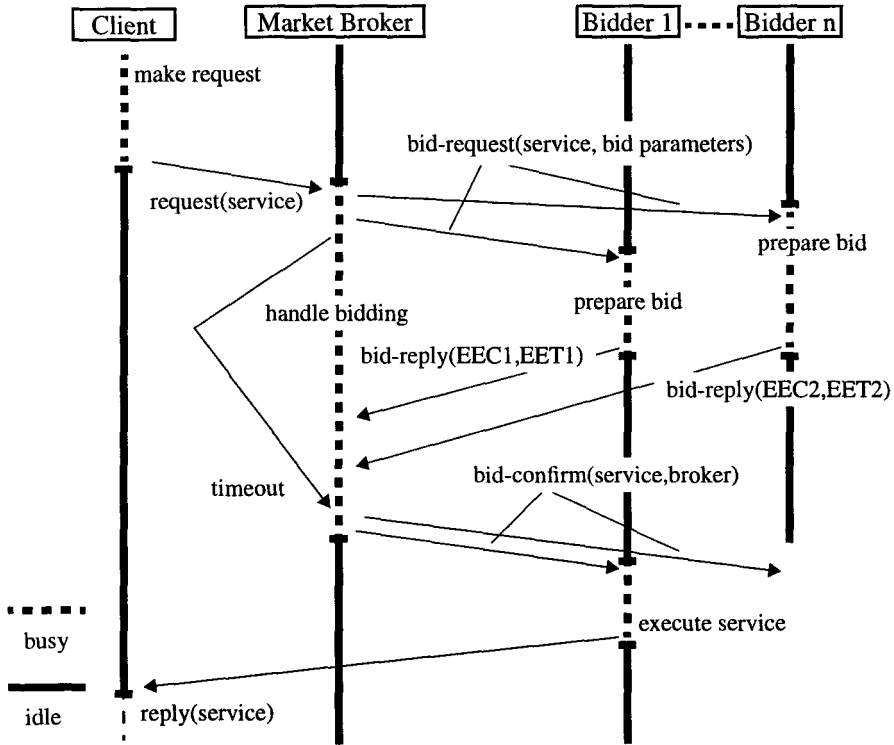 Client
Market Broker
Bidder 1
Bidder n
make request
bid-request(service, bid parameters)
request(service)
prepare bid
prepare bid
handle bidding
bid-reply(EEC1,EET1)
bid-reply(EEC2,EET2)
timeout
bid-confirm(service,broker)
busy
execute service
idle
reply(service)